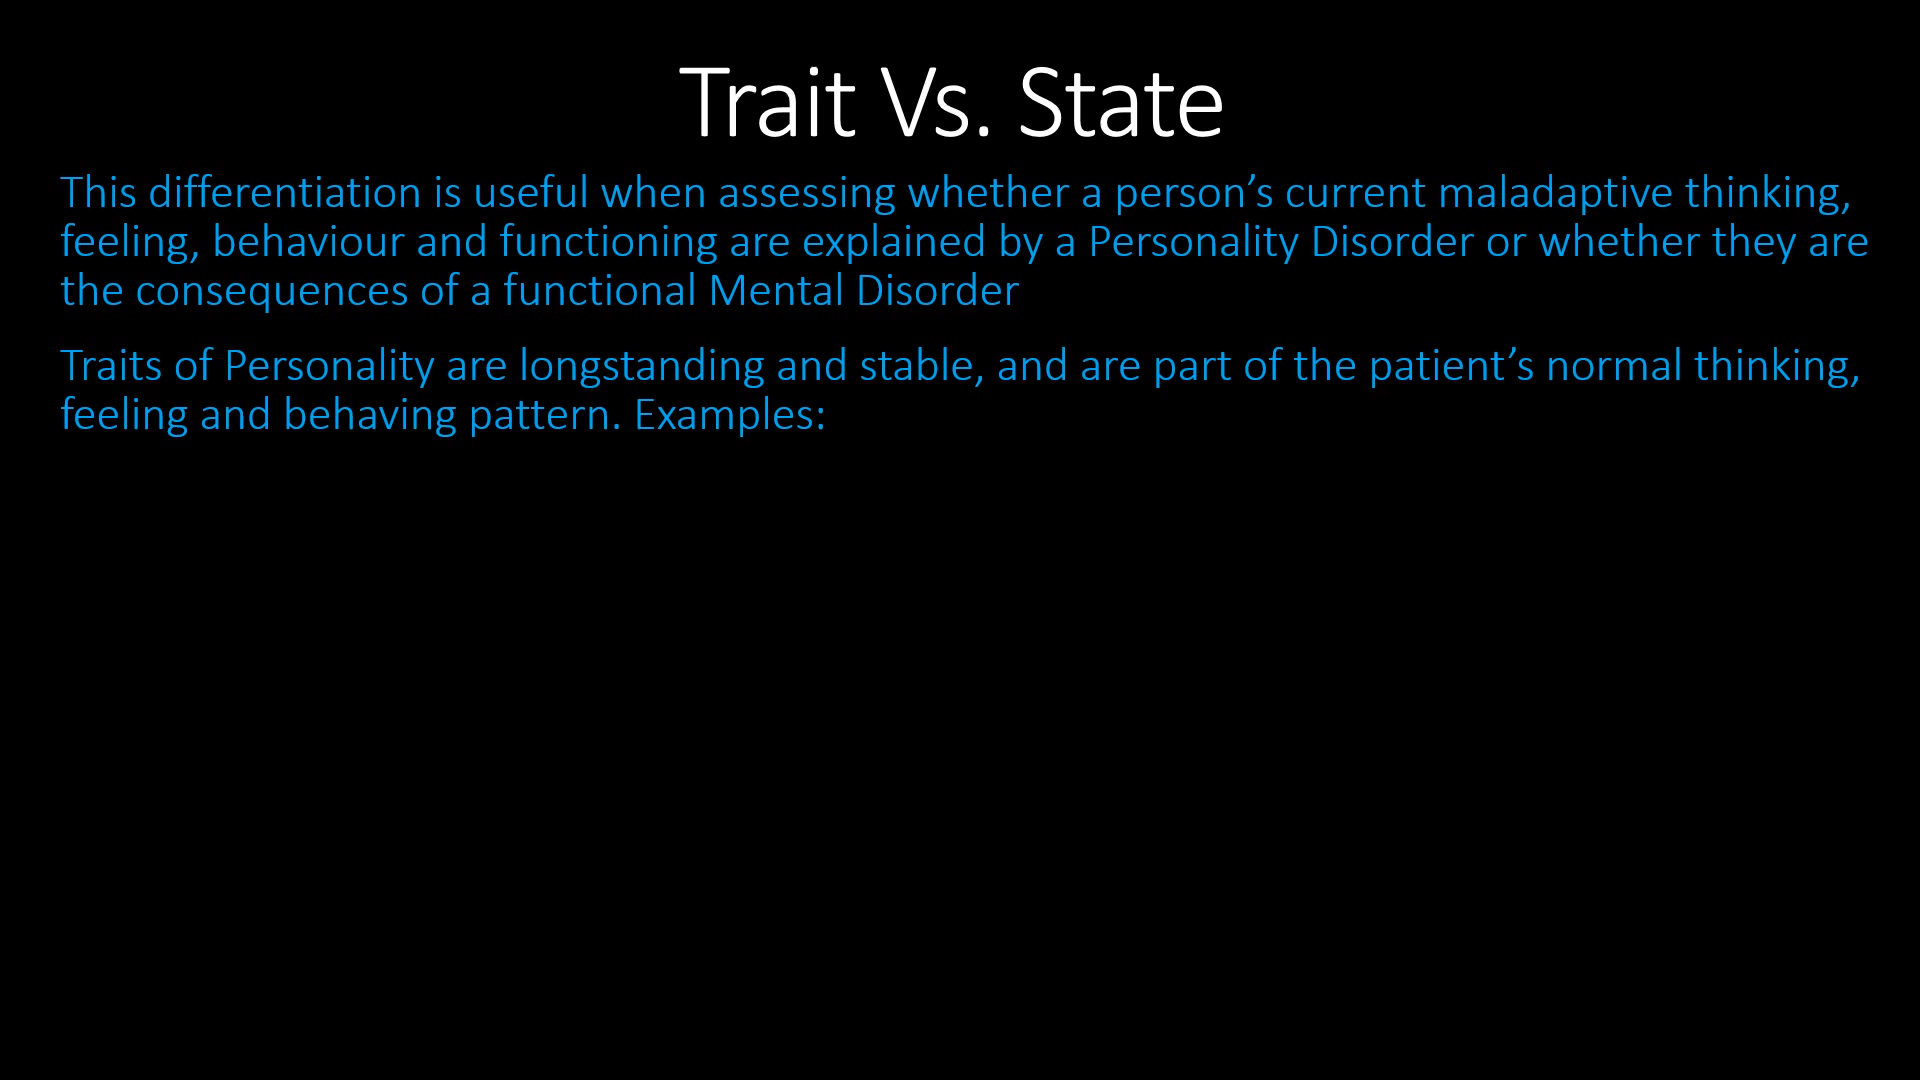 Trait Vs. State
This differentiation is useful when assessing whether a person’s current maladaptive thinking,
feeling, behaviour and functioning are explained by a Personality Disorder or whether they are
the consequences of a functional Mental Disorder
Traits of Personality are longstanding and stable, and are part of the patient’s normal thinking,
feeling and behaving pattern. Examples: